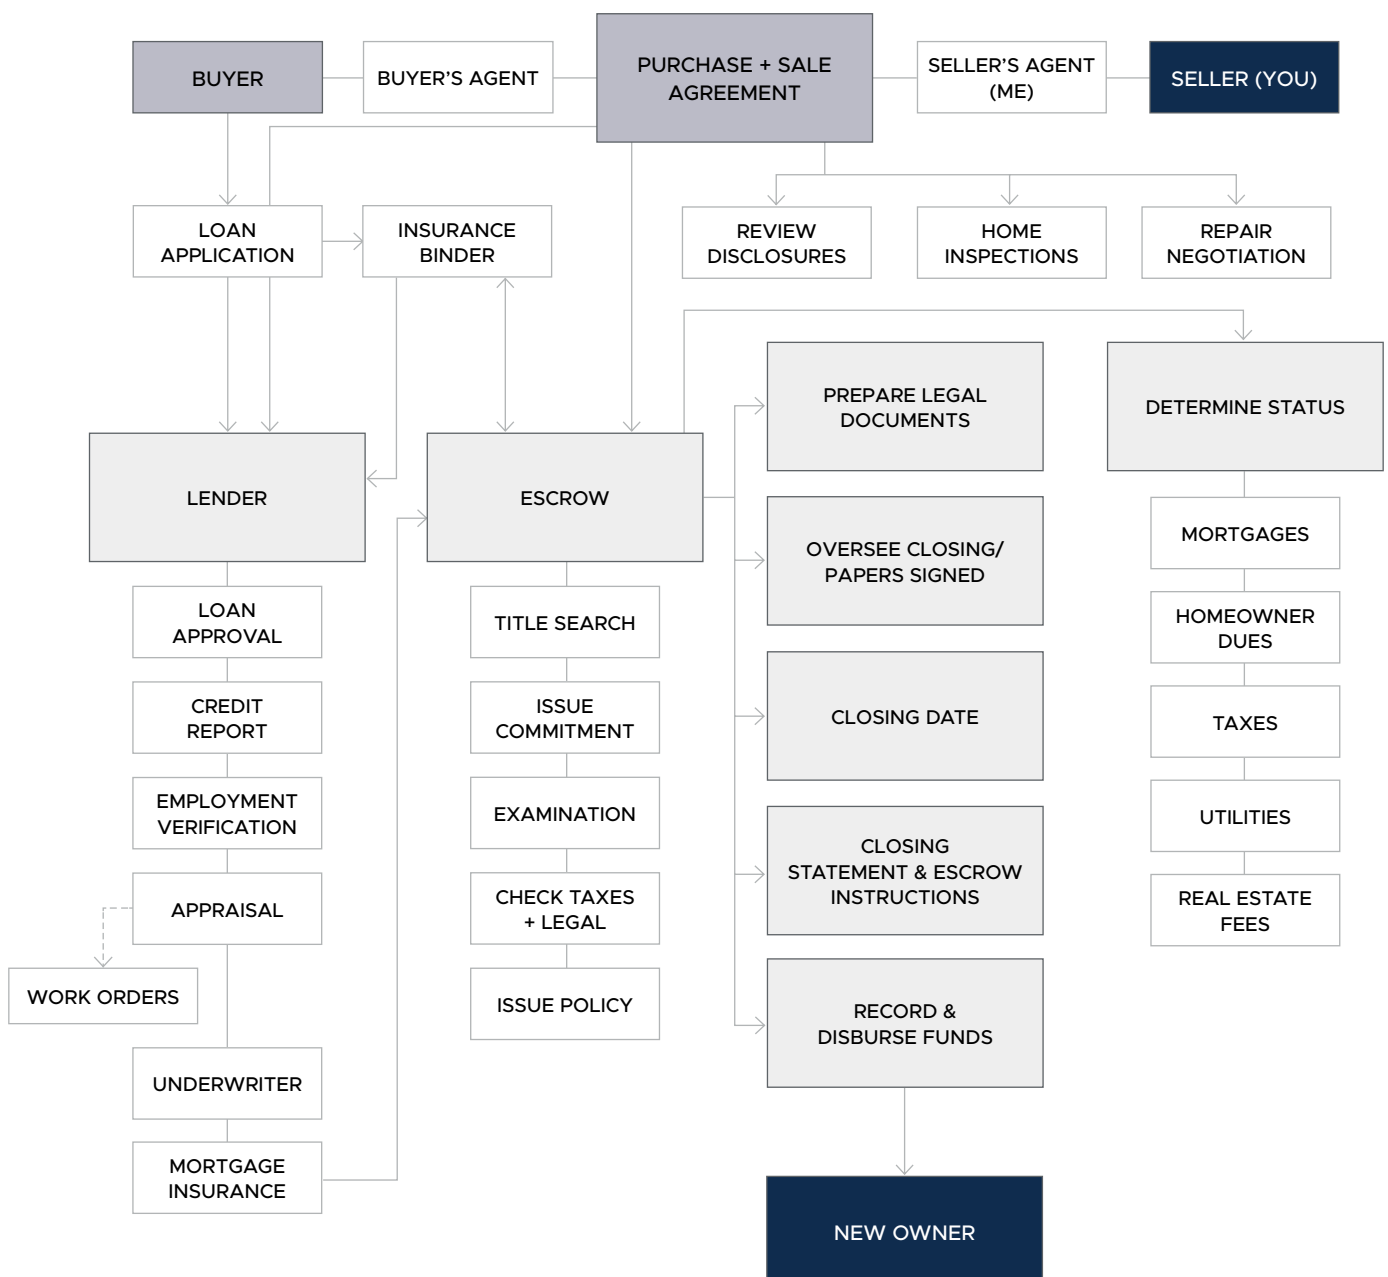 BUYER
BUYER'S AGENT
PURCHASE + SALE
AGREEMENT
SELLER'S AGENT
(ME)
SELLER (YOU)
LOAN
APPLICATION
INSURANCE
BINDER
REVIEW
DISCLOSURES
HOME
INSPECTIONS
REPAIR
NEGOTIATION
LENDER
ESCROW
PREPARE LEGAL
DOCUMENTS
DETERMINE STATUS
LOAN
APPROVAL
CREDIT
REPORT
EMPLOYMENT
VERIFICATION
APPRAISAL
WORK ORDERS
UNDERWRITER
MORTGAGE
INSURANCE
TITLE SEARCH
ISSUE
COMMITMENT
EXAMINATION
CHECK TAXES
+ LEGAL
ISSUE POLICY
OVERSEE CLOSING/
PAPERS SIGNED
CLOSING DATE
CLOSING
STATEMENT & ESCROW
INSTRUCTIONS
RECORD &
DISBURSE FUNDS
NEW OWNER
MORTGAGES
HOMEOWNER
DUES
TAXES
UTILITIES
REAL ESTATE
FEES